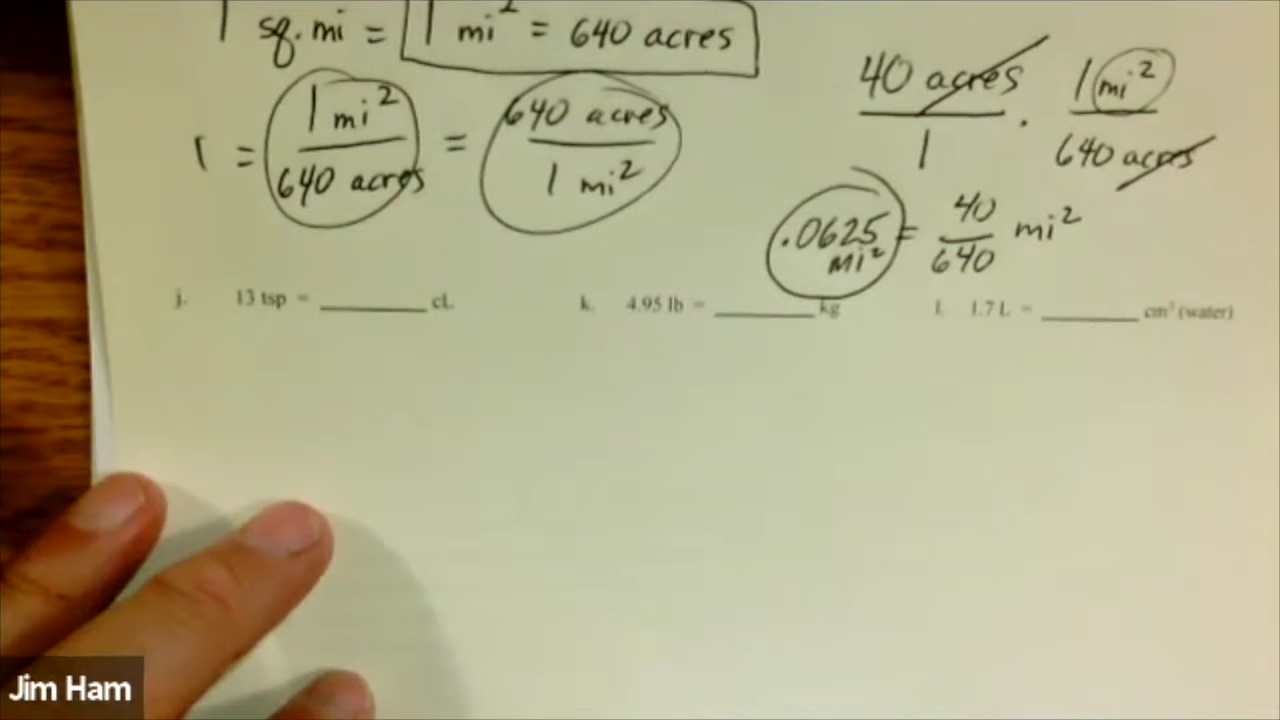 1 sq. mi = 1 mi² = 640 acres
r = 1 mi² / 640 acres = 640 acres / 1 mi²
40 acres / 1 · 1 mi² / 640 acres
.0625 mi² = 40 / 640 mi²
j. 13 tsp = ________ cL
k. 4.95 lb = ________ kg
l. 1.7 L = ________ cm³ (water)
Jim Ham